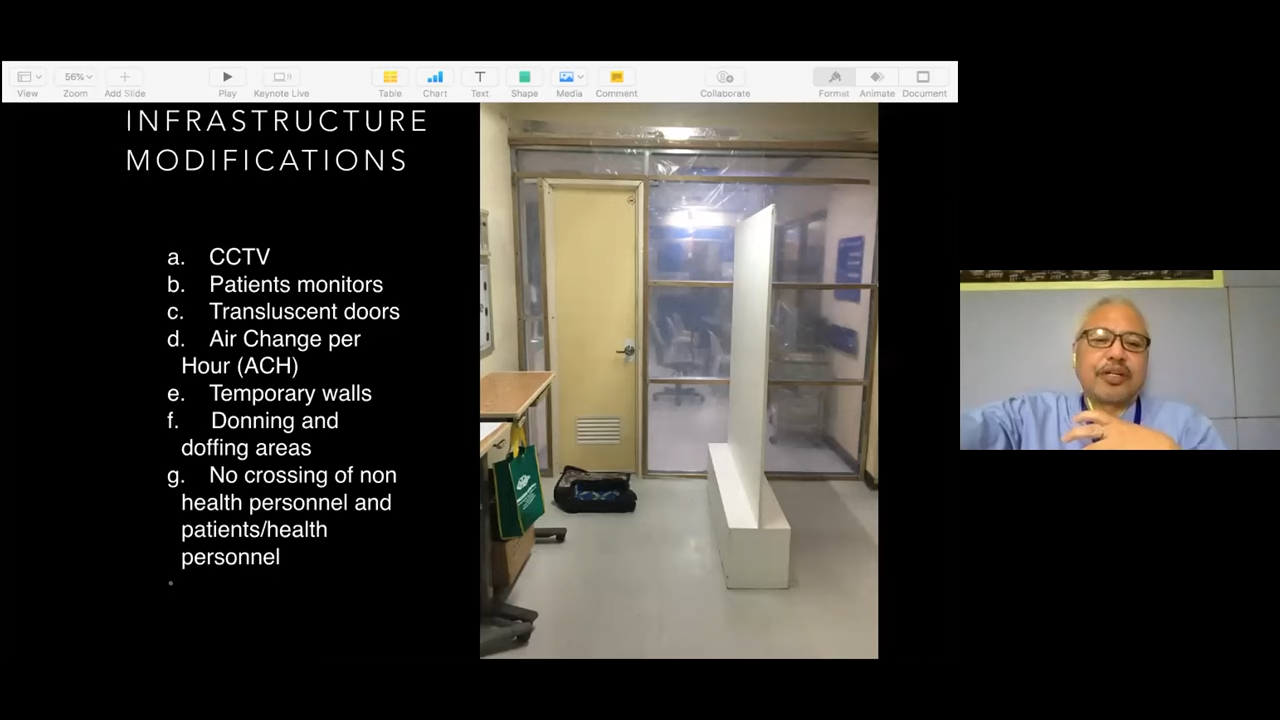 View
56%
Zoom
Add Slide
Play
Keynote Live
Table
Chart
Text
T
Shape
Media
Comment
Collaborate
Format
Animate
Document
INFRASTRUCTURE
MODIFICATIONS
a. CCTV
b. Patients monitors
c. Transluscent doors
d. Air Change per
Hour (ACH)
e. Temporary walls
f. Donning and
doffing areas
g. No crossing of non
health personnel and
patients/health
personnel